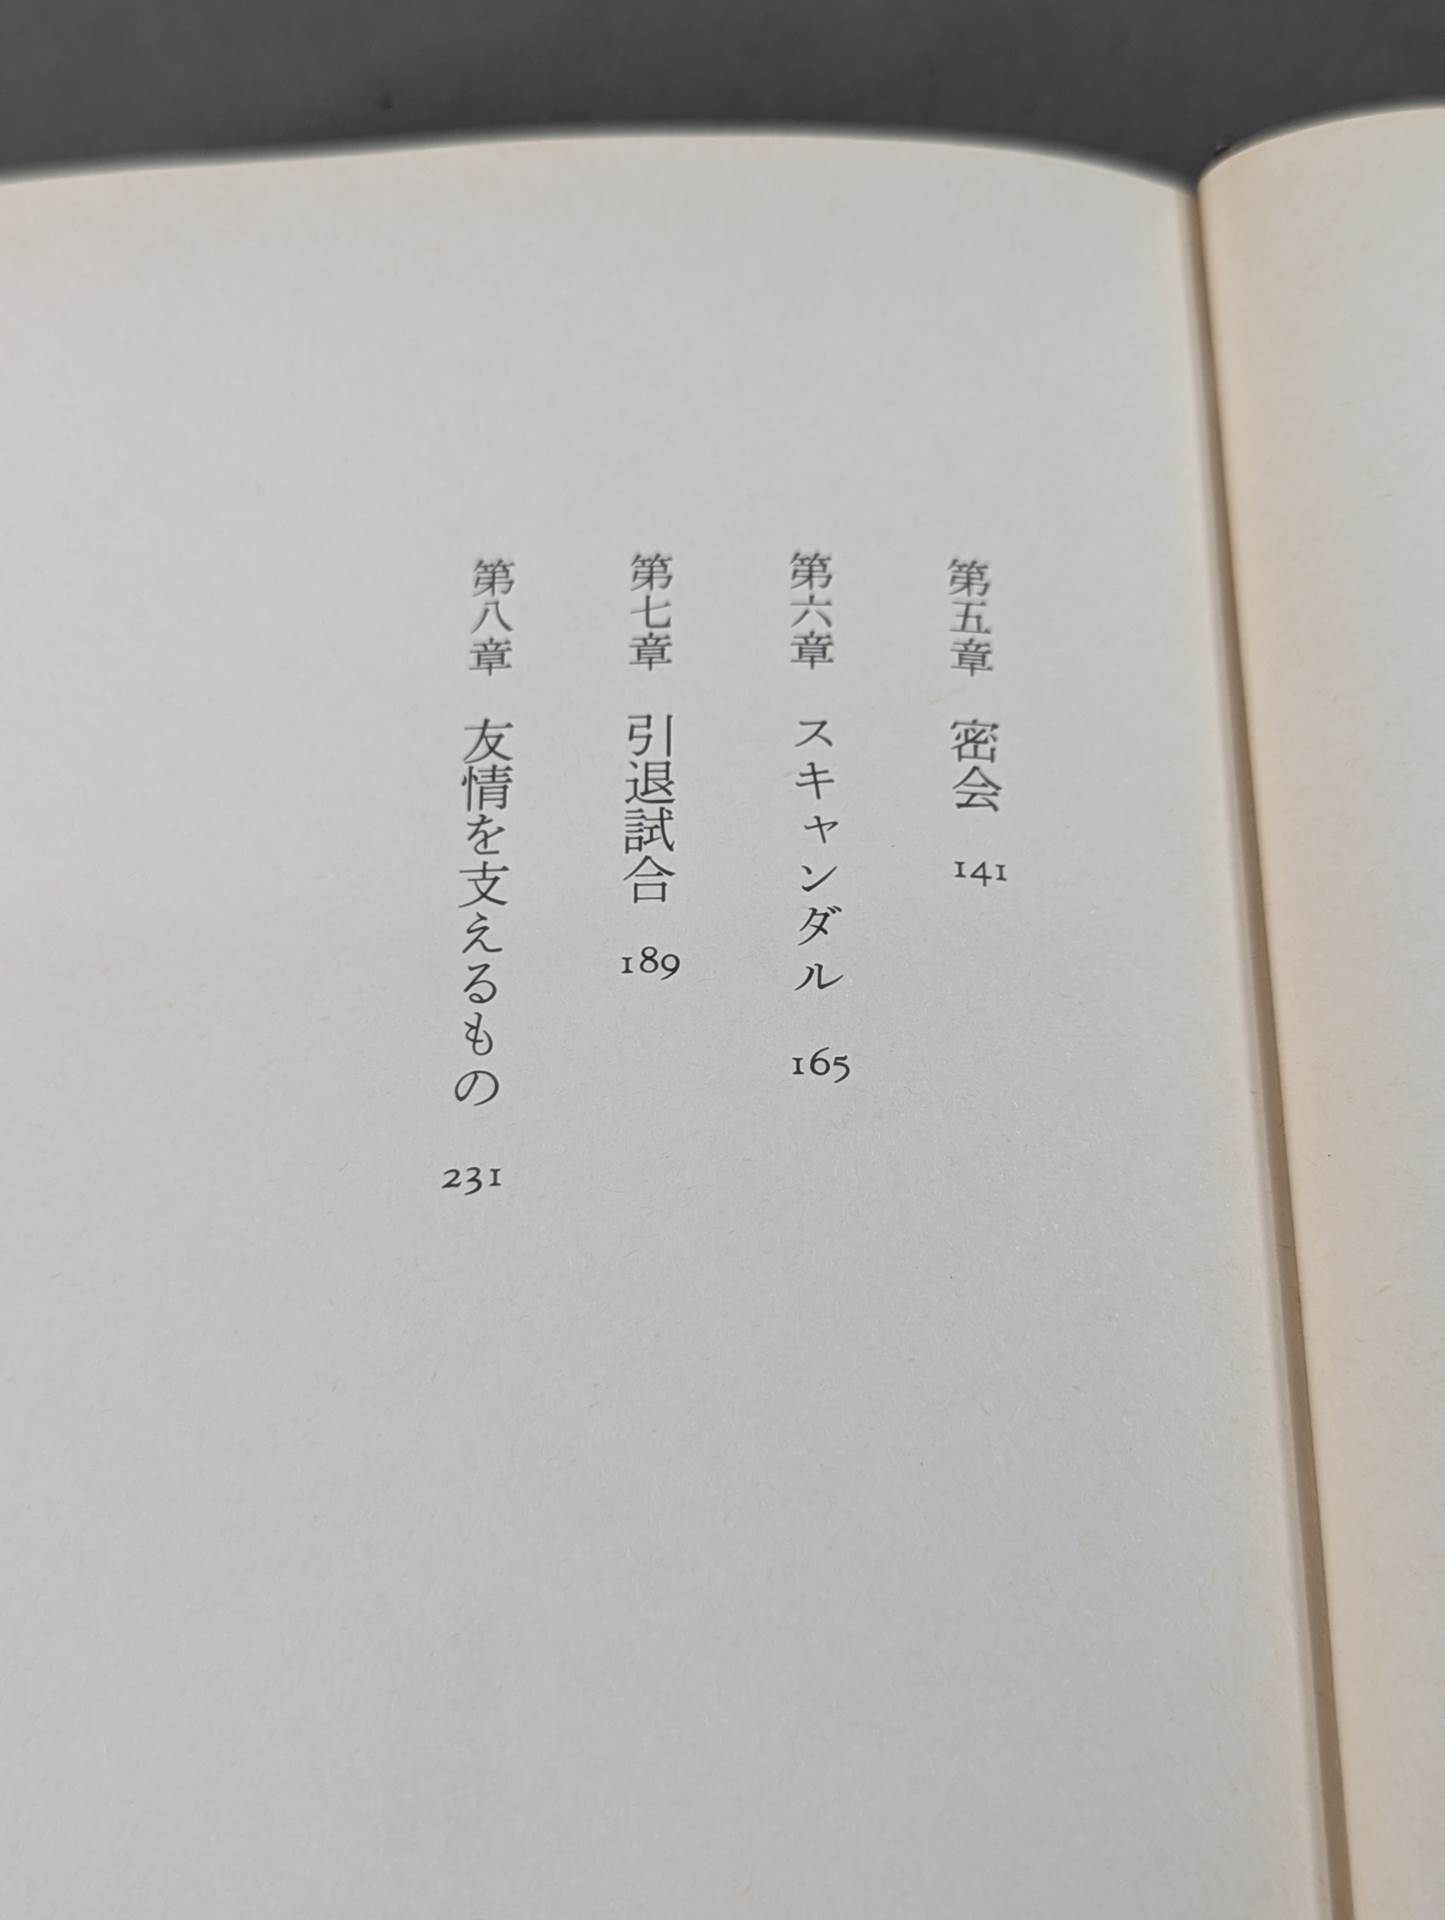 第五章 密会 141
第六章 スキャンダル 165
第七章 引退試合 189
第八章 友情を支えるもの 231